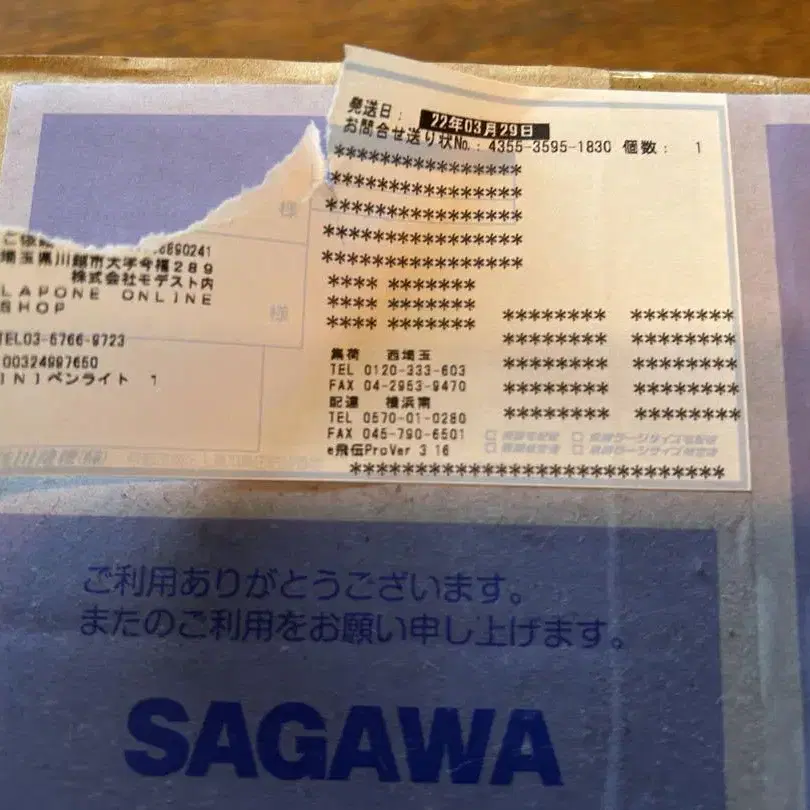 発送日: 22年03月29日
お問合せ送り状No.: 4355-3595-1830 個数: 1
********************
********************
********************
********************
**** *******
**** *******
**** *******
********* *********
********* *********
********* *********
********* *********
********* *********
集荷 西埼玉
TEL 0120-333-603
FAX 04-2953-9470
配達 横浜南
TEL 0570-01-0280
FAX 045-790-6501
e飛伝ProVer 3 16
***************************
様
890241
埼玉県川越市大字今福289
株式会社モデスト内
LAPONE ONLINE
SHOP
様
TEL03-6766-9723
00324997650
ペンライト 1
ご利用ありがとうございます。
またのご利用をお願い申し上げます。
SAGAWA